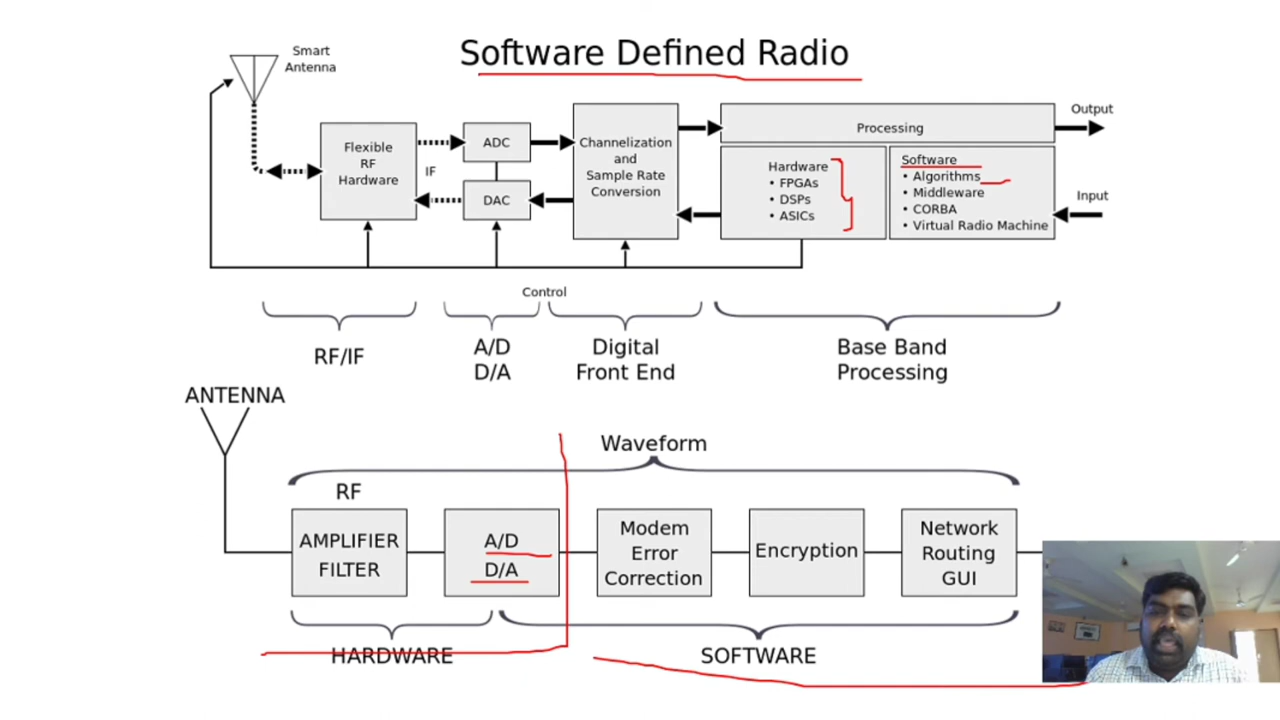 Software Defined Radio
Smart
Antenna
Flexible
RF
Hardware
IF
ADC
DAC
Channelization
and
Sample Rate
Conversion
Processing
Hardware
• FPGAs
• DSPs
• ASICs
Software
• Algorithms
• Middleware
• CORBA
• Virtual Radio Machine
Output
Input
Control
RF/IF
A/D
D/A
Digital
Front End
Base Band
Processing
ANTENNA
Waveform
RF
AMPLIFIER
FILTER
A/D
D/A
Modem
Error
Correction
Encryption
Network
Routing
GUI
HARDWARE
SOFTWARE